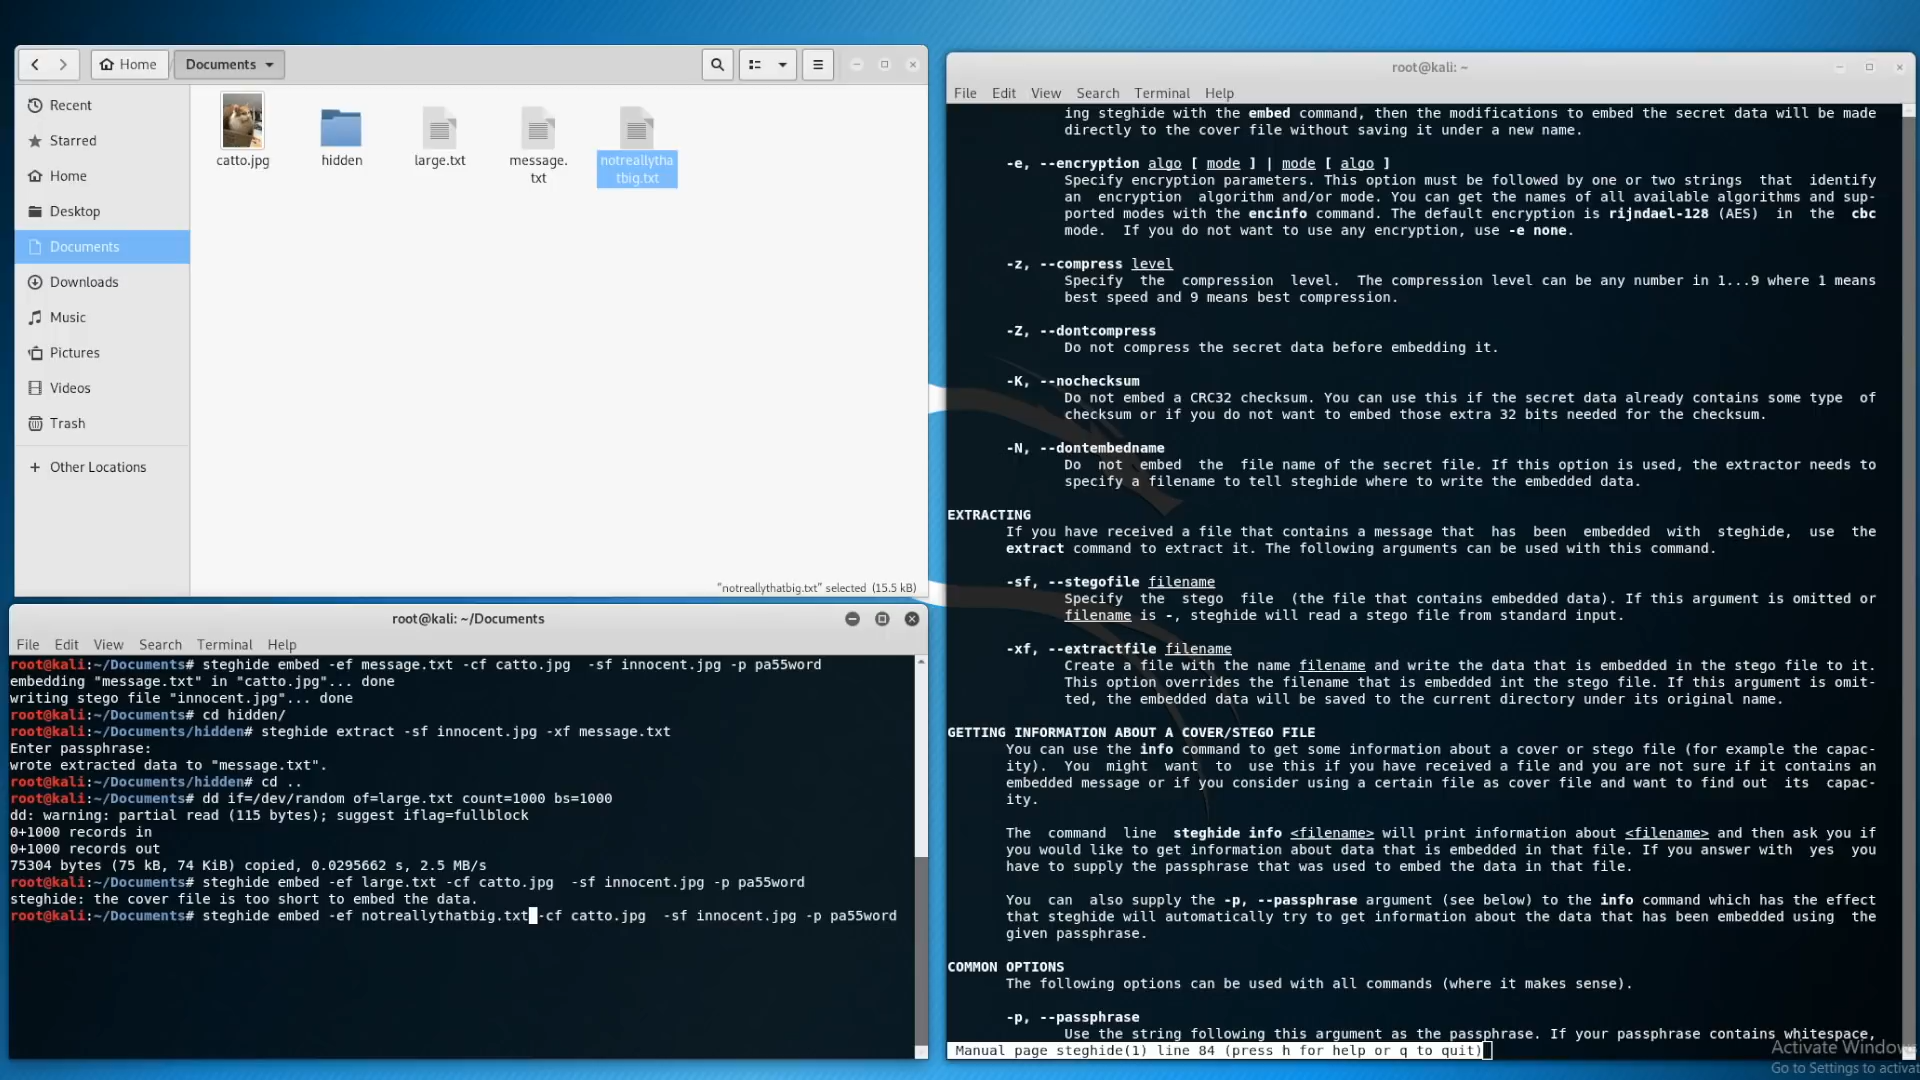 Home
Documents
Recent
Starred
Home
Desktop
Documents
Downloads
Music
Pictures
Videos
Trash
+ Other Locations
catto.jpg
hidden
large.txt
message.
txt
notreallytha
tbig.txt
"notreallythatbig.txt" selected (15.5 kB)
root@kali: ~/Documents
File Edit View Search Terminal Help
root@kali:~/Documents# steghide embed -ef message.txt -cf catto.jpg  -sf innocent.jpg -p pa55word
embedding "message.txt" in "catto.jpg"... done
writing stego file "innocent.jpg"... done
root@kali:~/Documents# cd hidden/
root@kali:~/Documents/hidden# steghide extract -sf innocent.jpg -xf message.txt
Enter passphrase:
wrote extracted data to "message.txt".
root@kali:~/Documents/hidden# cd ..
root@kali:~/Documents# dd if=/dev/random of=large.txt count=1000 bs=1000
dd: warning: partial read (115 bytes); suggest iflag=fullblock
0+1000 records in
0+1000 records out
75304 bytes (75 kB, 74 KiB) copied, 0.0295662 s, 2.5 MB/s
root@kali:~/Documents# steghide embed -ef large.txt -cf catto.jpg  -sf innocent.jpg -p pa55word
steghide: the cover file is too short to embed the data.
root@kali:~/Documents# steghide embed -ef notreallythatbig.txt -cf catto.jpg  -sf innocent.jpg -p pa55word
root@kali: ~
File Edit View Search Terminal Help
ing steghide with the embed command, then the modifications to embed the secret data will be made
directly to the cover file without saving it under a new name.
-e, --encryption algo [ mode ] | mode [ algo ]
Specify encryption parameters. This option must be followed by one or two strings that identify
an encryption algorithm and/or mode. You can get the names of all available algorithms and sup-
ported modes with the encinfo command. The default encryption is rijndael-128 (AES) in the cbc
mode. If you do not want to use any encryption, use -e none.
-z, --compress level
Specify the compression level. The compression level can be any number in 1...9 where 1 means
best speed and 9 means best compression.
-Z, --dontcompress
Do not compress the secret data before embedding it.
-K, --nochecksum
Do not embed a CRC32 checksum. You can use this if the secret data already contains some type of
checksum or if you do not want to embed those extra 32 bits needed for the checksum.
-N, --dontembedname
Do not embed the file name of the secret file. If this option is used, the extractor needs to
specify a filename to tell steghide where to write the embedded data.
EXTRACTING
If you have received a file that contains a message that has been embedded with steghide, use the
extract command to extract it. The following arguments can be used with this command.
-sf, --stegofile filename
Specify the stego file (the file that contains embedded data). If this argument is omitted or
filename is -, steghide will read a stego file from standard input.
-xf, --extractfile filename
Create a file with the name filename and write the data that is embedded in the stego file to it.
This option overrides the filename that is embedded int the stego file. If this argument is omit-
ted, the embedded data will be saved to the current directory under its original name.
GETTING INFORMATION ABOUT A COVER/STEGO FILE
You can use the info command to get some information about a cover or stego file (for example the capac-
ity). You might want to use this if you have received a file and you are not sure if it contains an
embedded message or if you consider using a certain file as cover file and want to find out its capac-
ity.
The command line steghide info <filename> will print information about <filename> and then ask you if
you would like to get information about data that is embedded in that file. If you answer with yes you
have to supply the passphrase that was used to embed the data in that file.
You can also supply the -p, --passphrase argument (see below) to the info command which has the effect
that steghide will automatically try to get information about the data that has been embedded using the
given passphrase.
COMMON OPTIONS
The following options can be used with all commands (where it makes sense).
-p, --passphrase
Use the string following this argument as the passphrase. If your passphrase contains whitespace,
Manual page steghide(1) line 84 (press h for help or q to quit)
Activate Window
Go to Settings to activat